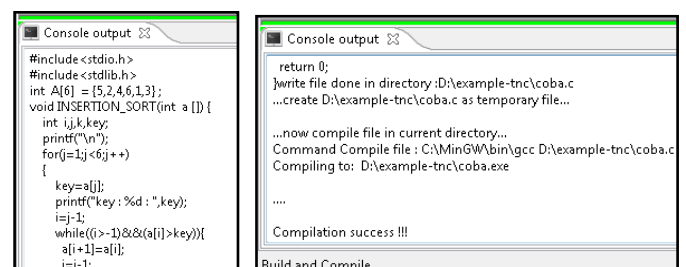 Console output
#include<stdio.h>
#include<stdlib.h>
int A[6] = {5,2,4,6,1,3};
void INSERTION_SORT(int a []) {
int i,j,k,key;
printf("\n");
for(j=1;j<6;j++)
{
key=a[j];
printf("key : %d : ",key);
i=j-1;
while((i>-1)&&(a[i]>key)){
a[i+1]=a[i];
i=i-1;
Console output
return 0;
}write file done in directory :D:\example-tnc\coba.c
...create D:\example-tnc\coba.c as temporary file...
...now compile file in current directory...
Command Compile file : C:\MinGW\bin\gcc D:\example-tnc\coba.c
Compiling to: D:\example-tnc\coba.exe
....
Compilation success !!!
Build and Compile